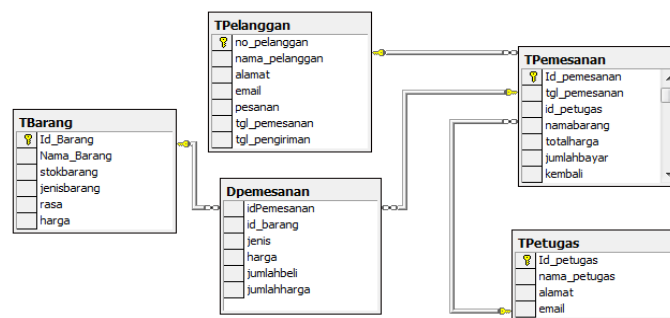 TPelanggan
no_pelanggan
nama_pelanggan
alamat
email
pesanan
tgl_pemesanan
tgl_pengiriman
TPemesanan
Id_pemesanan
tgl_pemesanan
id_petugas
namabarang
totalharga
jumlahbayar
kembali
TBarang
Id_Barang
Nama_Barang
stokbarang
jenisbarang
rasa
harga
Dpemesanan
idPemesanan
id_barang
jenis
harga
jumlahbeli
jumlahharga
TPetugas
Id_petugas
nama_petugas
alamat
email